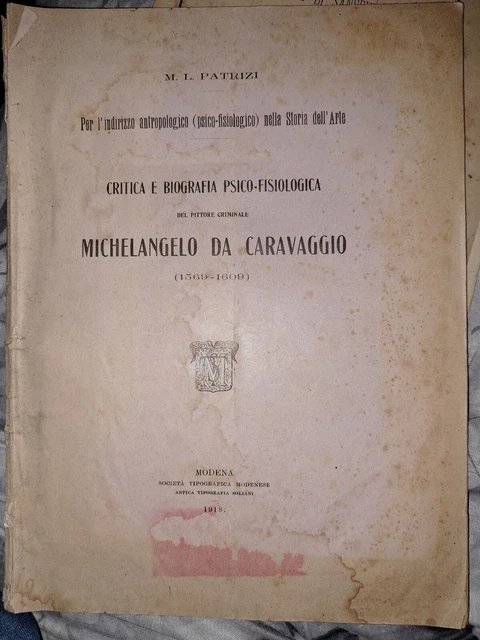 M. L. PATRIZI
Per l'indirizzo antropologico (psico-fisiologico) nella Storia dell'Arte
CRITICA E BIOGRAFIA PSICO-FISIOLOGICA
DEL PITTORE CRIMINALE
MICHELANGELO DA CARAVAGGIO
(1569-1609)
MODENA
SOCIETÀ TIPOGRAFICA MODENESE
ANTICA TIPOGRAFIA SOLIANI
1918.